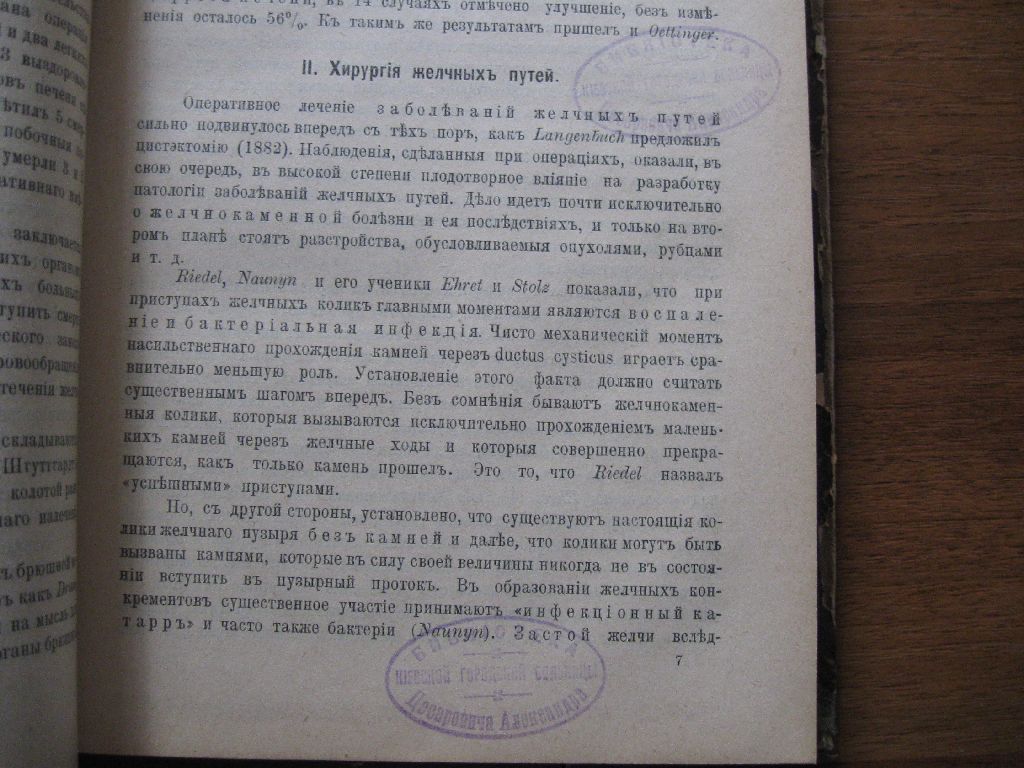 въ 14 случаяхъ отмѣчено улучшеніе, безъ измѣ-
ненія осталось 56%. Къ такимъ же результатамъ пришелъ и Oettinger.
II. Хирургія желчныхъ путей.
Оперативное леченіе заболѣваній желчныхъ путей
сильно подвинулось впередъ съ тѣхъ поръ, какъ Langenbuch предложилъ
цистэктомію (1882). Наблюденія, сдѣланныя при операціяхъ, оказали, въ
свою очередь, въ высокой степени плодотворное вліяніе на разработку
патологіи заболѣваній желчныхъ путей. Дѣло идетъ почти исключительно
о желчнокаменной болѣзни и ея послѣдствіяхъ, и только на вто-
ромъ планѣ стоятъ разстройства, обусловливаемыя опухолями, рубцами
и т. д.
Riedel, Naunyn и его ученики Ehret и Stolz показали, что при
приступахъ желчныхъ коликъ главными моментами являются воспале-
ніе и бактеріальная инфекція. Чисто механическій моментъ
насильственнаго прохожденія камней черезъ ductus cysticus играетъ сра-
внительно меньшую роль. Установленіе этого факта должно считать
существеннымъ шагомъ впередъ. Безъ сомнѣнія бываютъ желчнокамен-
ныя колики, которыя вызываются исключительно прохожденіемъ малень-
кихъ камней черезъ желчные ходы и которыя совершенно прекра-
щаются, какъ только камень прошелъ. Это то, что Riedel назвалъ
«успѣшными» приступами.
Но, съ другой стороны, установлено, что существуютъ настоящія ко-
лики желчнаго пузыря безъ камней и далѣе, что колики могутъ быть
вызваны камнями, которые въ силу своей величины никогда не въ состоя-
ніи вступить въ пузырный протокъ. Въ образованіи желчныхъ кон-
крементовъ существенное участіе принимаютъ «инфекціонный ка-
тарръ» и часто также бактеріи (Naunyn). Застой желчи вслѣд-
7
БИБЛІОТЕКА
КІЕВСКОЙ ГОРОДСКОЙ БОЛЬНИЦЫ
Цесаревича Александра